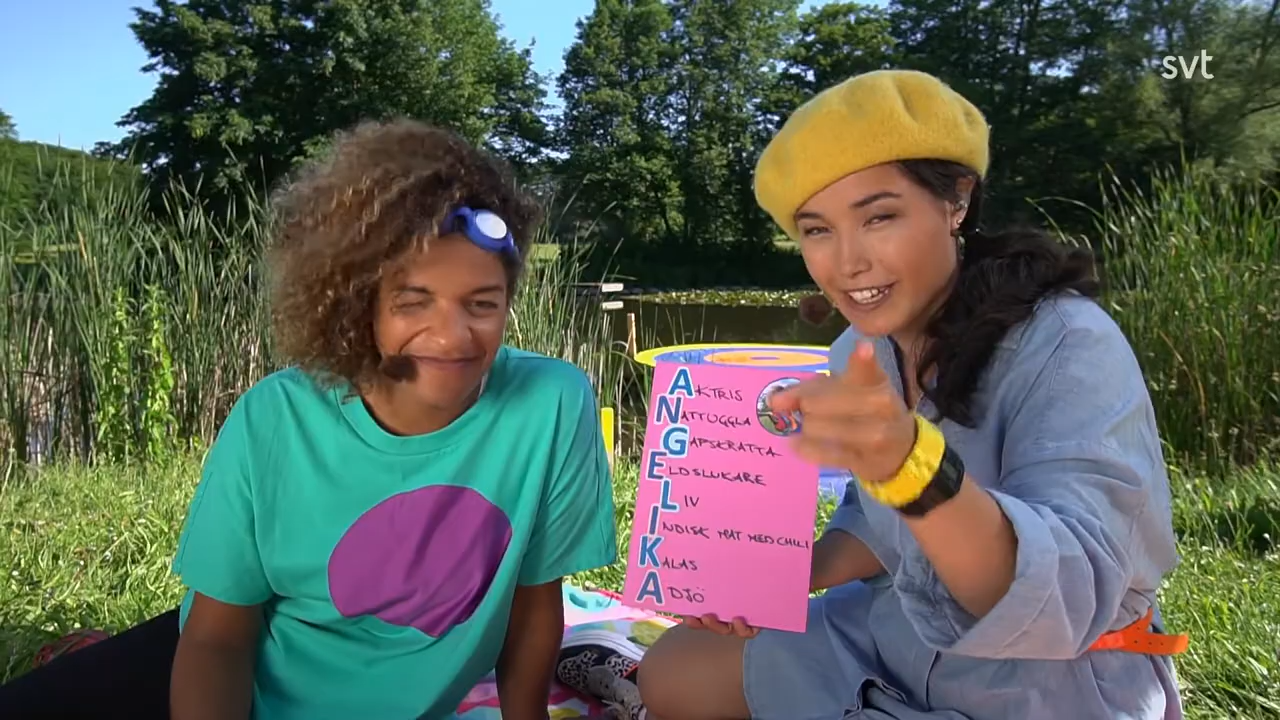 svt
AKTRIS
NATTUGGLA
GAPSKRATTA
ELDSLUKARE
LIV
INDISK MAT MED CHILI
KALAS
ADJÖ